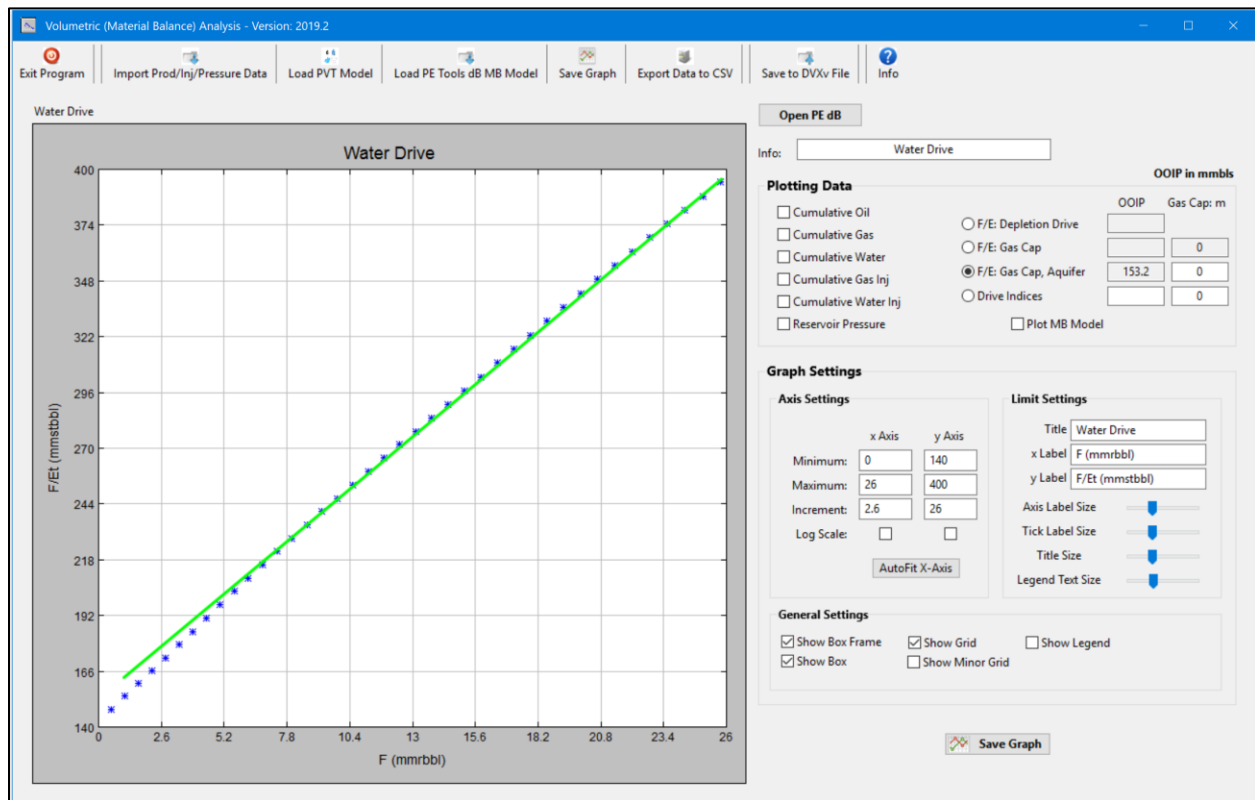 Volumetric (Material Balance) Analysis - Version: 2019.2
Exit Program Import Prod/Inj/Pressure Data Load PVT Model Load PE Tools dB MB Model Save Graph Export Data to CSV Save to DVXv File Info
Water Drive
Water Drive
400
374
348
322
296
270
244
218
192
166
140
F/Et (mmstbbl)
0 2.6 5.2 7.8 10.4 13 15.6 18.2 20.8 23.4 26
F (mmrbbl)
Open PE dB
Info: Water Drive
OOIP in mmbls
Plotting Data
OOIP Gas Cap: m
Cumulative Oil
F/E: Depletion Drive
Cumulative Gas
F/E: Gas Cap 0
Cumulative Water
F/E: Gas Cap, Aquifer 153.2 0
Cumulative Gas Inj
Drive Indices 0
Cumulative Water Inj
Reservoir Pressure
Plot MB Model
Graph Settings
Axis Settings
x Axis y Axis
Minimum: 0 140
Maximum: 26 400
Increment: 2.6 26
Log Scale:
AutoFit X-Axis
Limit Settings
Title Water Drive
x Label F (mmrbbl)
y Label F/Et (mmstbbl)
Axis Label Size
Tick Label Size
Title Size
Legend Text Size
General Settings
Show Box Frame Show Grid Show Legend
Show Box Show Minor Grid
Save Graph